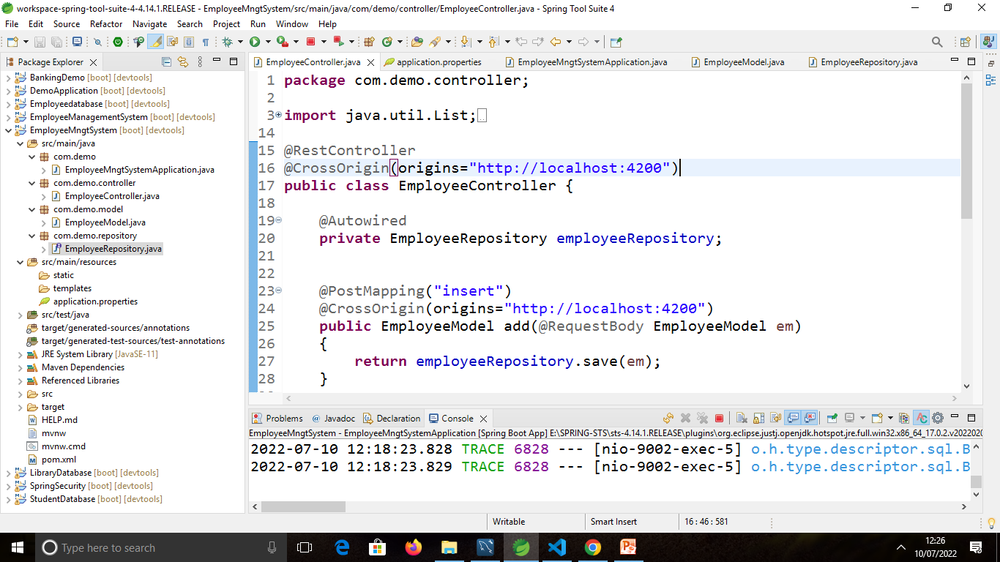 workspace-spring-tool-suite-4-4.14.1.RELEASE - EmployeeMngtSystem/src/main/java/com/demo/controller/EmployeeController.java - Spring Tool Suite 4
File Edit Source Refactor Navigate Search Project Run Window Help
Package Explorer
BankingDemo [boot] [devtools]
DemoApplication [boot] [devtools]
Employeedatabase [boot] [devtools]
EmployeeManagementSystem [boot] [devtools]
EmployeeMngtSystem [boot] [devtools]
src/main/java
com.demo
EmployeeMngtSystemApplication.java
com.demo.controller
EmployeeController.java
com.demo.model
EmployeeModel.java
com.demo.repository
EmployeeRepository.java
src/main/resources
static
templates
application.properties
src/test/java
target/generated-sources/annotations
target/generated-test-sources/test-annotations
JRE System Library [JavaSE-11]
Maven Dependencies
Referenced Libraries
src
target
HELP.md
mvnw
mvnw.cmd
pom.xml
LibraryDatabase [boot] [devtools]
SpringSecurity [boot] [devtools]
StudentDatabase [boot] [devtools]
EmployeeController.java application.properties EmployeeMngtSystemApplication.java EmployeeModel.java EmployeeRepository.java
1 package com.demo.controller;
2
3 import java.util.List;
14
15 @RestController
16 @CrossOrigin(origins="http://localhost:4200")
17 public class EmployeeController {
18
19 @Autowired
20 private EmployeeRepository employeeRepository;
21
22
23 @PostMapping("insert")
24 @CrossOrigin(origins="http://localhost:4200")
25 public EmployeeModel add(@RequestBody EmployeeModel em)
26 {
27 return employeeRepository.save(em);
28 }
Problems Javadoc Declaration Console
EmployeeMngtSystem - EmployeeMngtSystemApplication [Spring Boot App] E:\SPRING-STS\sts-4.14.1.RELEASE\plugins\org.eclipse.justj.openjdk.hotspot.jre.full.win32.x86_64_17.0.2.v2022020
2022-07-10 12:18:23.828 TRACE 6828 --- [nio-9002-exec-5] o.h.type.descriptor.sql.B
2022-07-10 12:18:23.829 TRACE 6828 --- [nio-9002-exec-5] o.h.type.descriptor.sql.B
Writable Smart Insert 16 : 46 : 581
Type here to search
12:26
10/07/2022